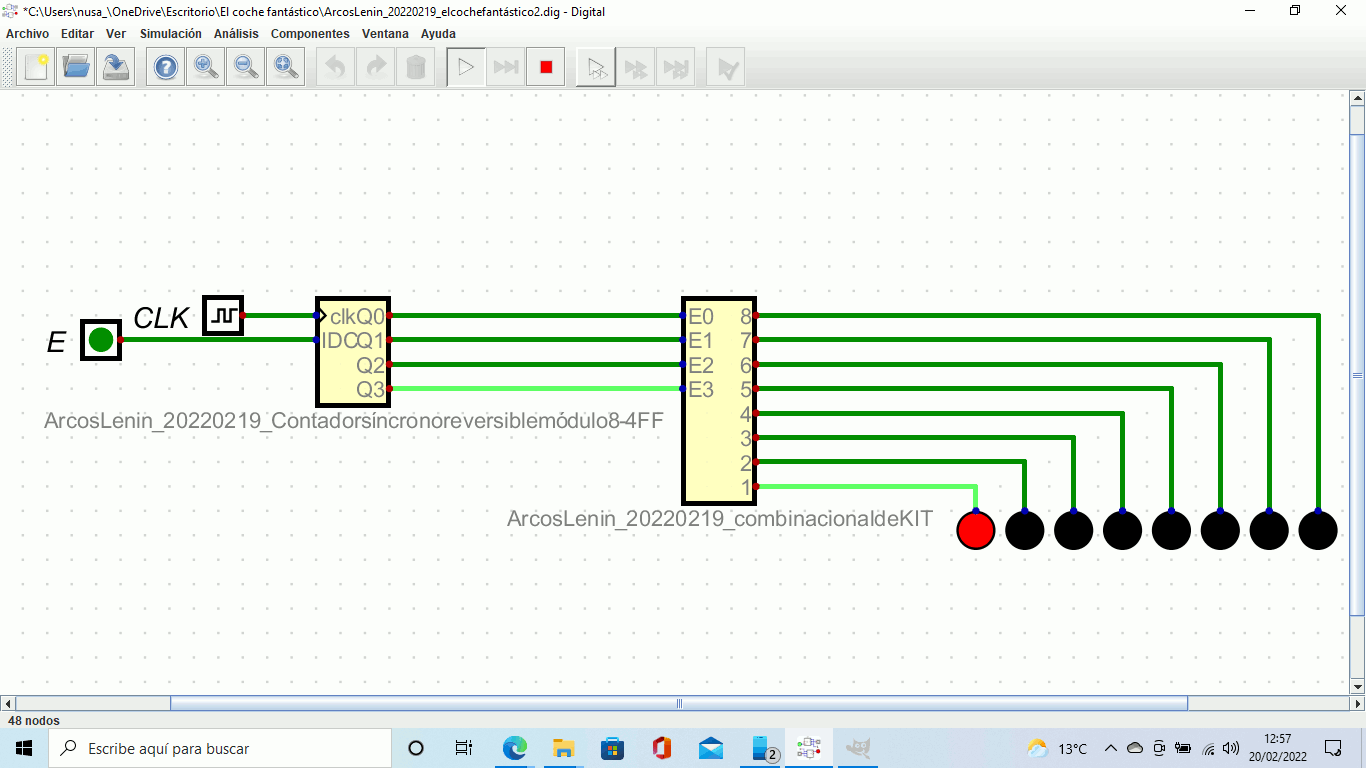 *C:\Users\nusa_\OneDrive\Escritorio\El coche fantástico\ArcosLenin_20220219_elcochefantástico2.dig - Digital
Archivo Editar Ver Simulación Análisis Componentes Ventana Ayuda
CLK
E
clk Q0
IDC Q1
Q2
Q3
ArcosLenin_20220219_Contadorsíncronoreversiblemódulo8-4FF
E0 8
E1 7
E2 6
E3 5
4
3
2
1
ArcosLenin_20220219_combinacionaldeKIT
48 nodos
Escribe aquí para buscar
2
13°C
12:57
20/02/2022